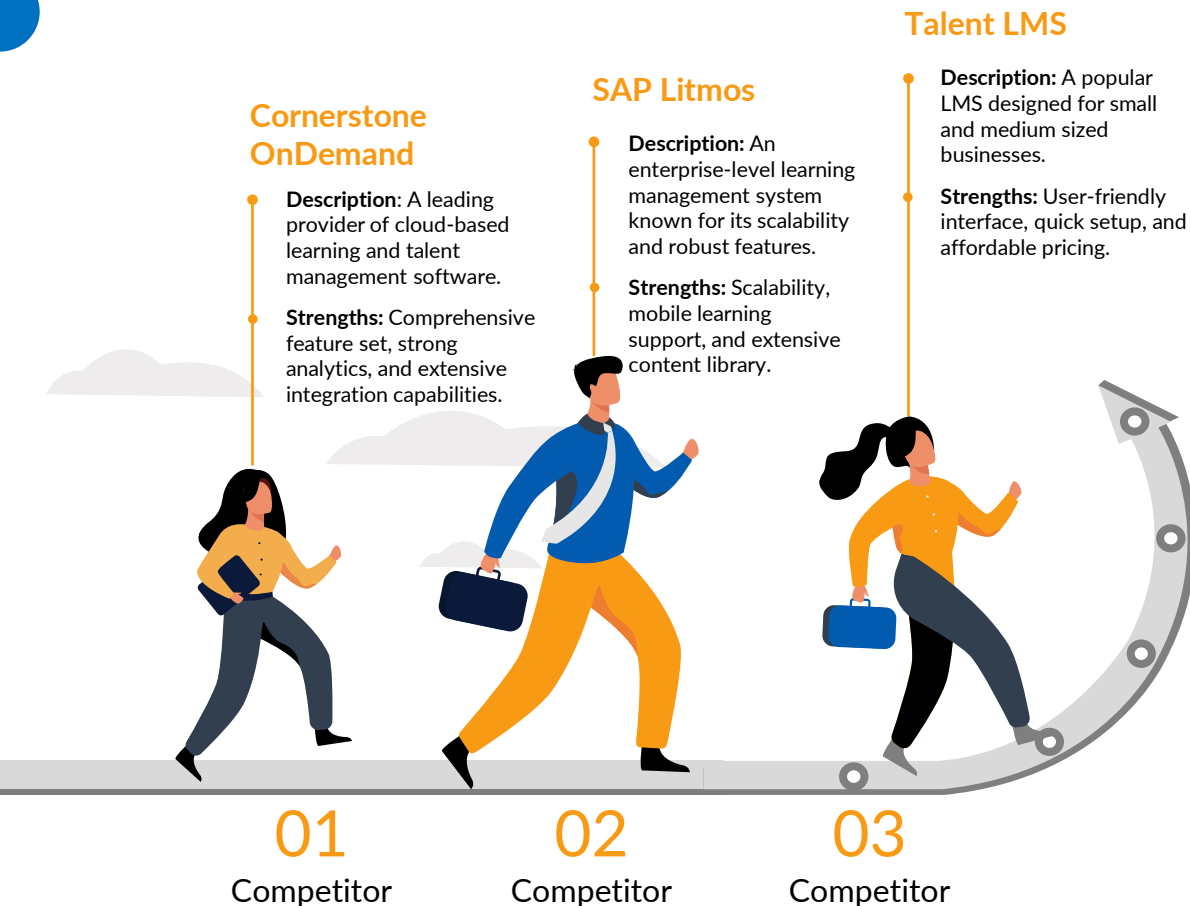 Cornerstone
OnDemand
Description: A leading
provider of cloud-based
learning and talent
management software.
Strengths: Comprehensive
feature set, strong
analytics, and extensive
integration capabilities.
SAP Litmos
Description: An
enterprise-level learning
management system
known for its scalability
and robust features.
Strengths: Scalability,
mobile learning
support, and extensive
content library.
Talent LMS
Description: A popular
LMS designed for small
and medium sized
businesses.
Strengths: User-friendly
interface, quick setup, and
affordable pricing.
01
Competitor
02
Competitor
03
Competitor